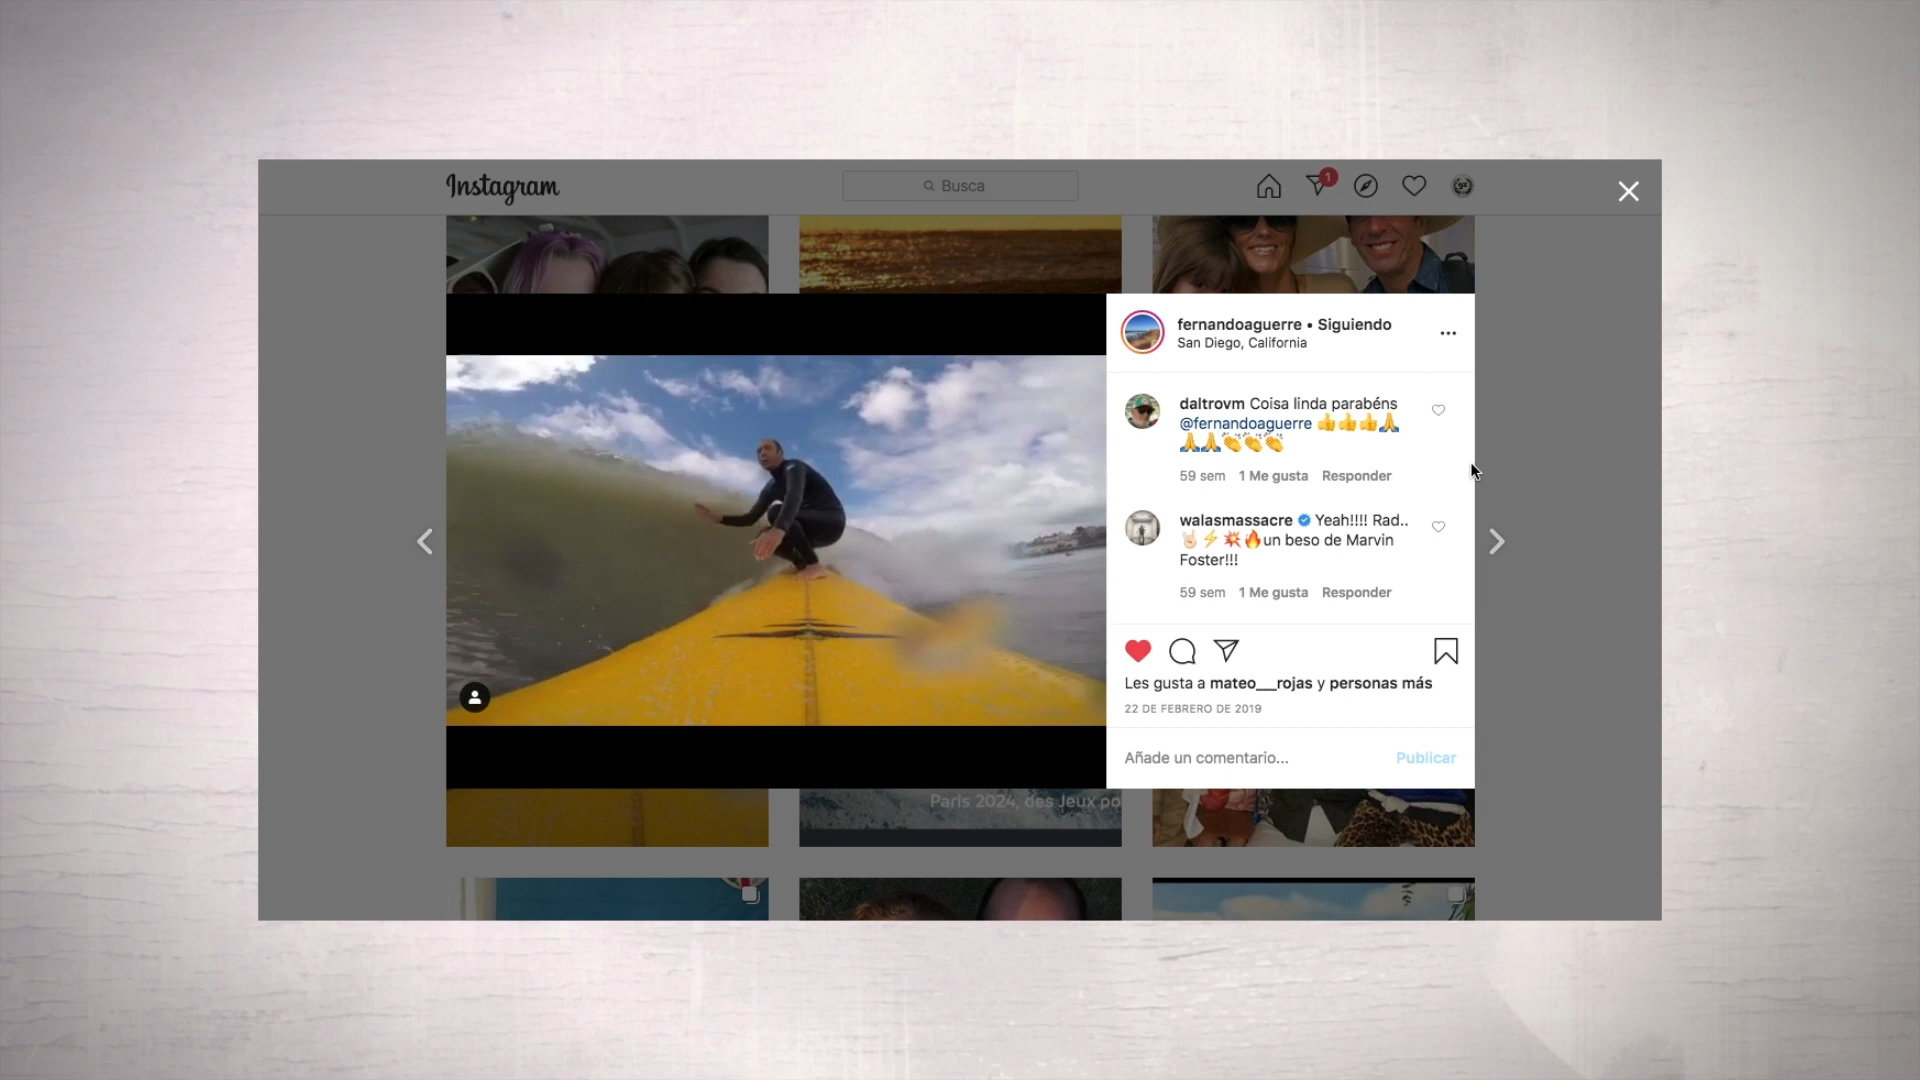 Instagram
Busca
1
fernandoaguerre • Siguiendo
San Diego, California
daltrovm Coisa linda parabéns
@fernandoaguerre 👍👍👍🙏
🙏🙏👏👏👏
59 sem 1 Me gusta Responder
walasmassacre Yeah!!!! Rad..
🤘🏻⚡💥🔥un beso de Marvin
Foster!!!
59 sem 1 Me gusta Responder
Les gusta a mateo__rojas y personas más
22 DE FEBRERO DE 2019
Añade un comentario... Publicar
París 2024, des Jeux po